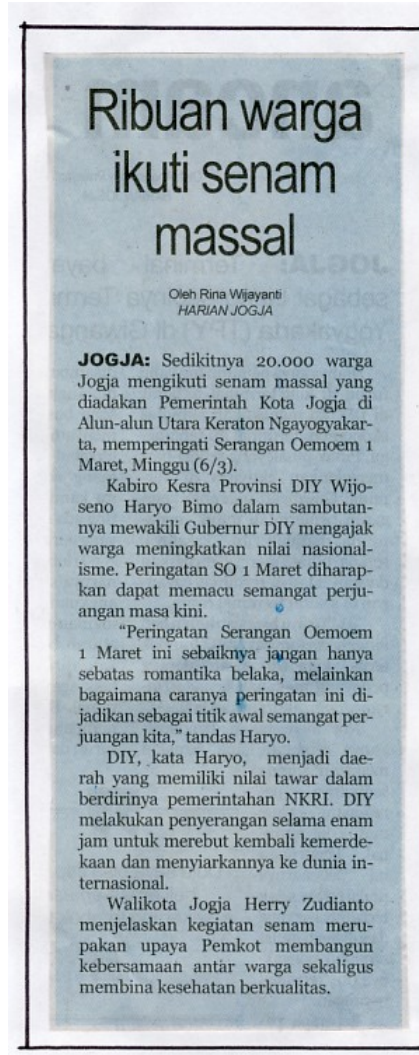 Ribuan warga
ikuti senam
massal
Oleh Rina Wijayanti
HARIAN JOGJA
JOGJA: Sedikitnya 20.000 warga
Jogja mengikuti senam massal yang
diadakan Pemerintah Kota Jogja di
Alun-alun Utara Keraton Ngayogyakar-
ta, memperingati Serangan Oemoem 1
Maret, Minggu (6/3).
Kabiro Kesra Provinsi DIY Wijo-
seno Haryo Bimo dalam sambutan-
nya mewakili Gubernur DIY mengajak
warga meningkatkan nilai nasional-
isme. Peringatan SO 1 Maret diharap-
kan dapat memacu semangat perju-
angan masa kini.
“Peringatan Serangan Oemoem
1 Maret ini sebaiknya jangan hanya
sebatas romantika belaka, melainkan
bagaimana caranya peringatan ini di-
jadikan sebagai titik awal semangat per-
juangan kita,” tandas Haryo.
DIY, kata Haryo, menjadi dae-
rah yang memiliki nilai tawar dalam
berdirinya pemerintahan NKRI. DIY
melakukan penyerangan selama enam
jam untuk merebut kembali kemerde-
kaan dan menyiarkannya ke dunia in-
ternasional.
Walikota Jogja Herry Zudianto
menjelaskan kegiatan senam meru-
pakan upaya Pemkot membangun
kebersamaan antar warga sekaligus
membina kesehatan berkualitas.